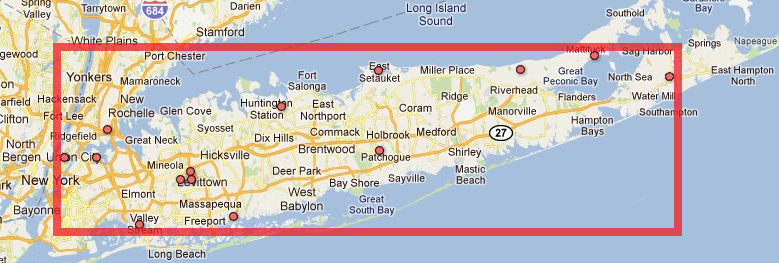 Spring
Valley
Tarrytown
684
Darien
Long Island
Sound
Stamford
Southold
Gardiners
Bay
White Plains
Port Chester
Mattituck
Sag Harbor
Springs
Napeague
Yonkers
Mamaroneck
Fort
Salonga
East
Setauket
Miller Place
Great
Peconic Bay
North Sea
East Hampton
North
Hackensack
New
Rochelle
Glen Cove
Huntington
Station
East
Northport
Coram
Ridge
Riverhead
Flanders
Water Mill
Southampton
Fort Lee
Ridgefield
Great Neck
Syosset
Dix Hills
Commack
Holbrook
Medford
27
Manorville
Hampton
Bays
Clifton
North
Bergen
Union City
Mineola
Hicksville
Brentwood
Patchogue
Shirley
New York
Elmont
Levittown
Deer Park
Bay Shore
Sayville
Mastic
Beach
Bayonne
Valley
Stream
Massapequa
Freeport
West
Babylon
Great
South Bay
Long Beach